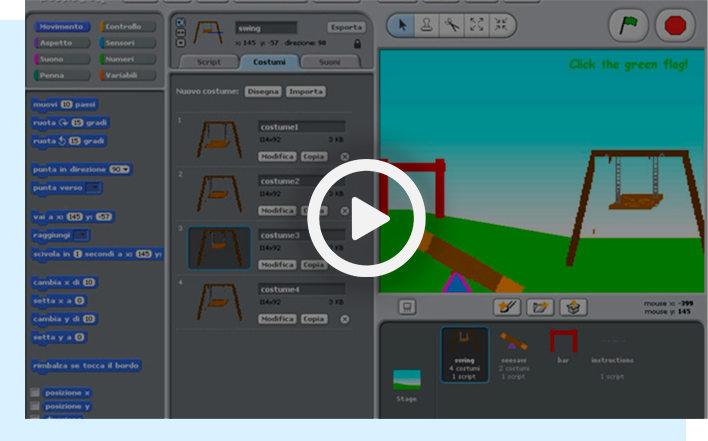 swing
Esporta
x: 145 y: -57 direzione: 90
Movimento
Controllo
Aspetto
Sensori
Suono
Numeri
Penna
Variabili
Script
Costumi
Suoni
Click the green flag!
Nuovo costume: Disegna Importa
muovi 10 passi
ruota 15 gradi
ruota 15 gradi
punta in direzione 90
punta verso
vai a x: 145 y: -57
raggiungi
scivola in 1 secondi a x: 145 y:
cambia x di 10
setta x a 0
cambia y di 10
setta y a 0
rimbalza se tocca il bordo
posizione x
posizione y
1
costume1
114x92 3 KB
Modifica Copia
2
costume2
114x92 3 KB
Modifica Copia
3
costume3
114x92 3 KB
Modifica Copia
4
costume4
114x92 3 KB
Modifica Copia
mouse x: -399
mouse y: 145
swing
4 costumi
1 script
seesaw
2 costumi
1 script
bar
instructions
1 script
Stage